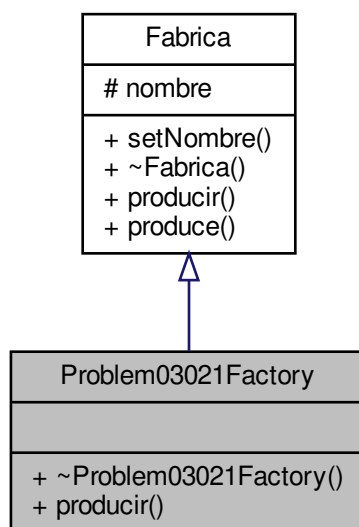 Fabrica
# nombre
+ setNombre()
+ ~Fabrica()
+ producir()
+ produce()
Problem03021Factory
+ ~Problem03021Factory()
+ producir()